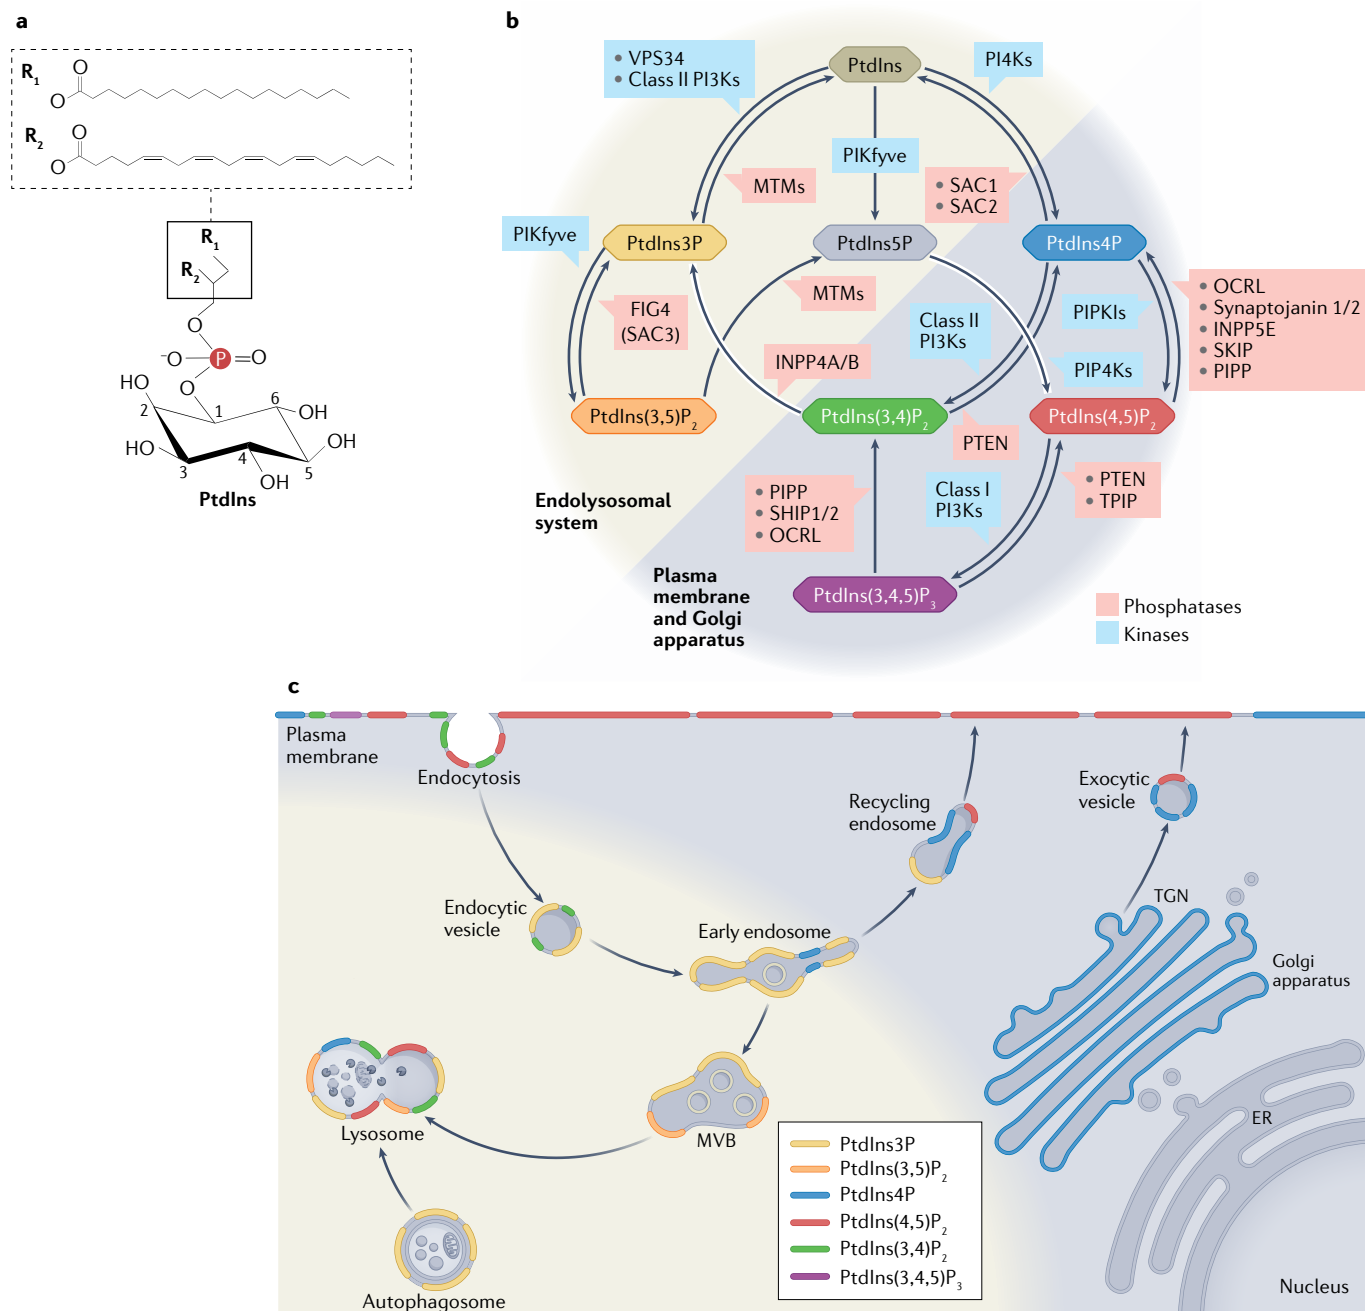 a
R1
O
O
R2
O
O
R1
R2
O
−O
P
O
O
HO
1
2
6
OH
HO
HO
3
4
5
OH
OH
PtdIns
b
• VPS34
• Class II PI3Ks
PtdIns
PI4Ks
PIKfyve
MTMs
• SAC1
• SAC2
PIKfyve
PtdIns3P
PtdIns5P
PtdIns4P
FIG4
(SAC3)
MTMs
Class II
PI3Ks
PIPKIs
• OCRL
• Synaptojanin 1/2
• INPP5E
• SKIP
• PIPP
INPP4A/B
PIP4Ks
PtdIns(3,5)P2
PtdIns(3,4)P2
PtdIns(4,5)P2
PTEN
Endolysosomal
system
• PIPP
• SHIP1/2
• OCRL
Class I
PI3Ks
• PTEN
• TPIP
Plasma
membrane
and Golgi
apparatus
PtdIns(3,4,5)P3
Phosphatases
Kinases
c
Plasma
membrane
Endocytosis
Recycling
endosome
Exocytic
vesicle
Endocytic
vesicle
Early endosome
TGN
Golgi
apparatus
Lysosome
MVB
ER
Autophagosome
PtdIns3P
PtdIns(3,5)P2
PtdIns4P
PtdIns(4,5)P2
PtdIns(3,4)P2
PtdIns(3,4,5)P3
Nucleus